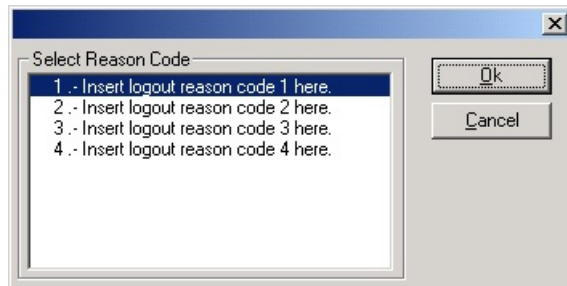 Select Reason Code
1 .- Insert logout reason code 1 here.
2 .- Insert logout reason code 2 here.
3 .- Insert logout reason code 3 here.
4 .- Insert logout reason code 4 here.
Ok
Cancel